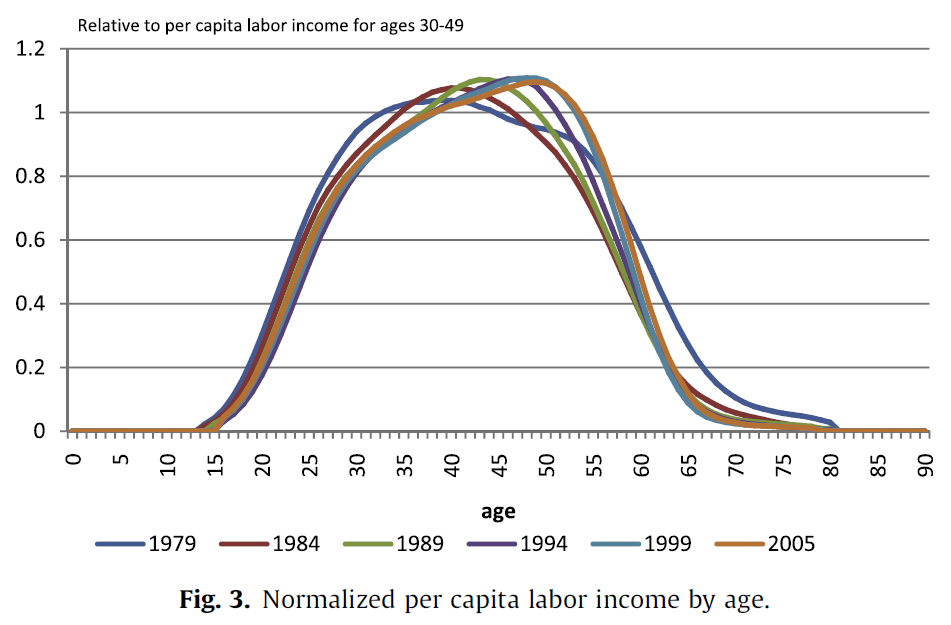 Relative to per capita labor income for ages 30-49
1.2
1
0.8
0.6
0.4
0.2
0
0 5 10 15 20 25 30 35 40 45 50 55 60 65 70 75 80 85 90
age
1979 1984 1989 1994 1999 2005
Fig. 3. Normalized per capita labor income by age.